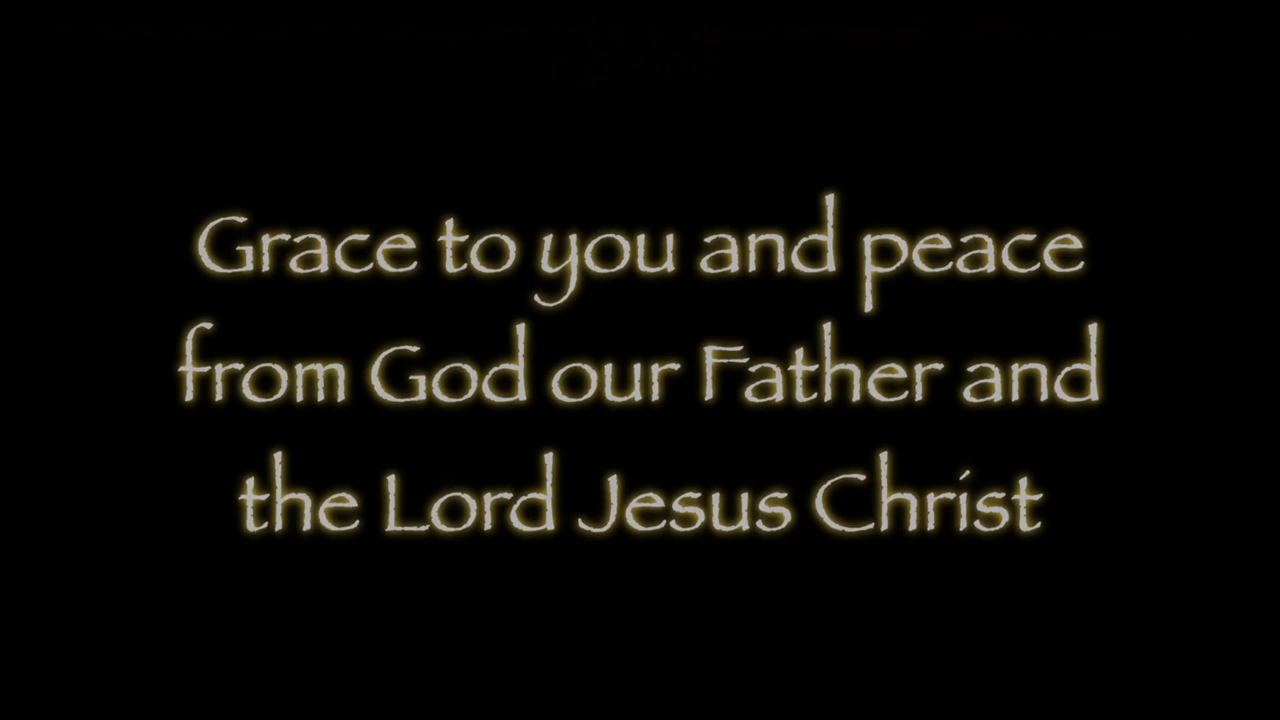 Grace to you and peace
from God our Father and
the Lord Jesus Christ